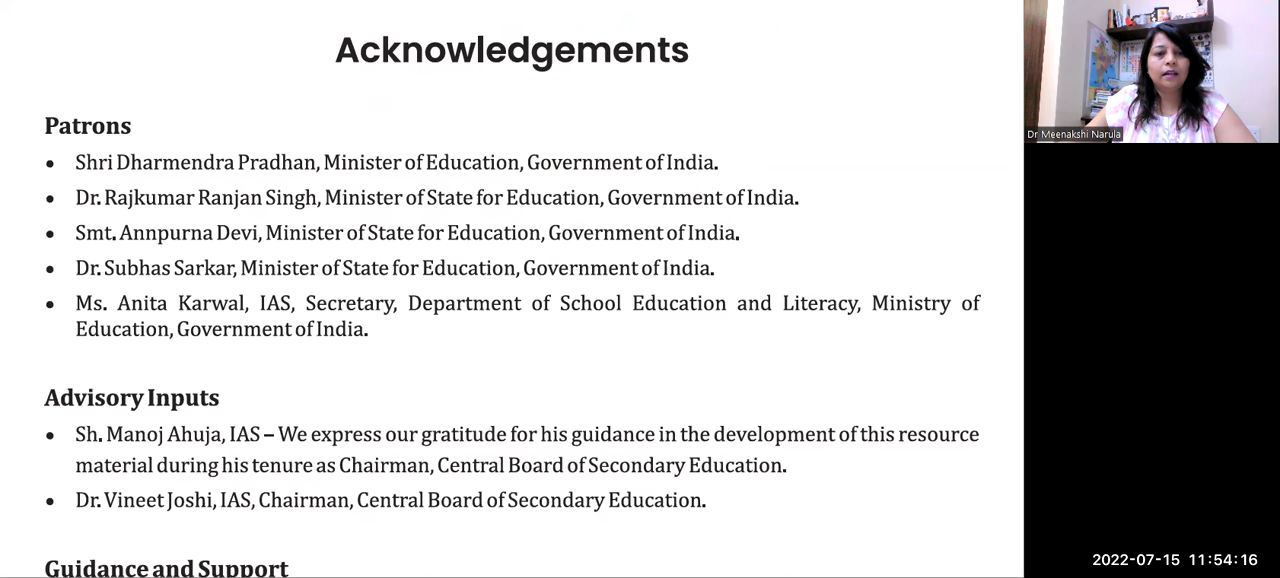 Acknowledgements
Patrons
• Shri Dharmendra Pradhan, Minister of Education, Government of India.
• Dr. Rajkumar Ranjan Singh, Minister of State for Education, Government of India.
• Smt. Annpurna Devi, Minister of State for Education, Government of India.
• Dr. Subhas Sarkar, Minister of State for Education, Government of India.
• Ms. Anita Karwal, IAS, Secretary, Department of School Education and Literacy, Ministry of
Education, Government of India.
Advisory Inputs
• Sh. Manoj Ahuja, IAS – We express our gratitude for his guidance in the development of this resource
material during his tenure as Chairman, Central Board of Secondary Education.
• Dr. Vineet Joshi, IAS, Chairman, Central Board of Secondary Education.
Guidance and Support
Dr Meenakshi Narula
2022-07-15 11:54:16